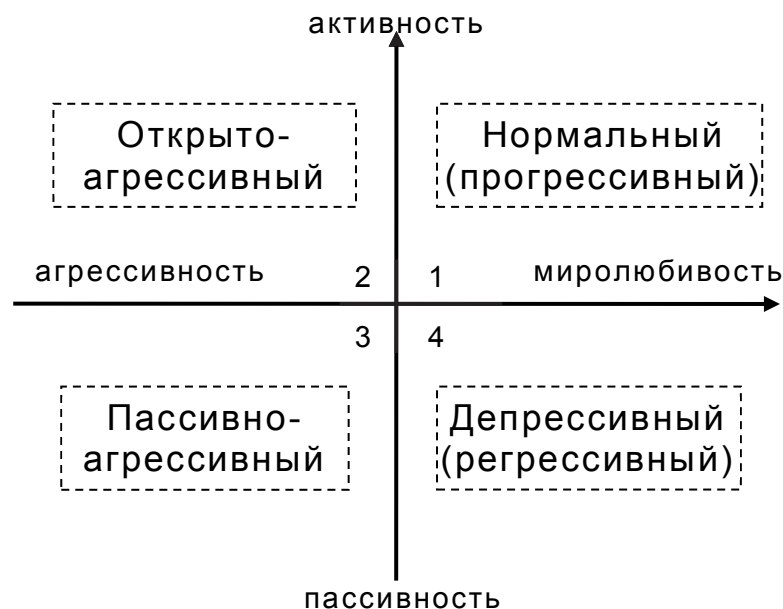 активность
Открыто-
агрессивный
Нормальный
(прогрессивный)
агрессивность
2
1
миролюбивость
3
4
Пассивно-
агрессивный
Депрессивный
(регрессивный)
пассивность